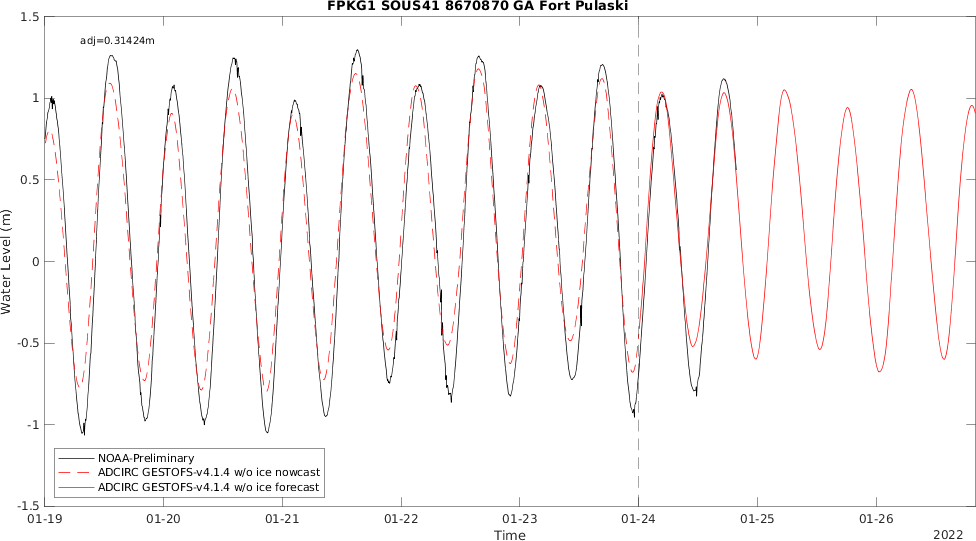 FPKG1 SOUS41 8670870 GA Fort Pulaski
adj=0.31424m
1.5
1
0.5
0
-0.5
-1
-1.5
Water Level (m)
NOAA-Preliminary
ADCIRC GESTOFS-v4.1.4 w/o ice nowcast
ADCIRC GESTOFS-v4.1.4 w/o ice forecast
01-19 01-20 01-21 01-22 01-23 01-24 01-25 01-26
Time
2022